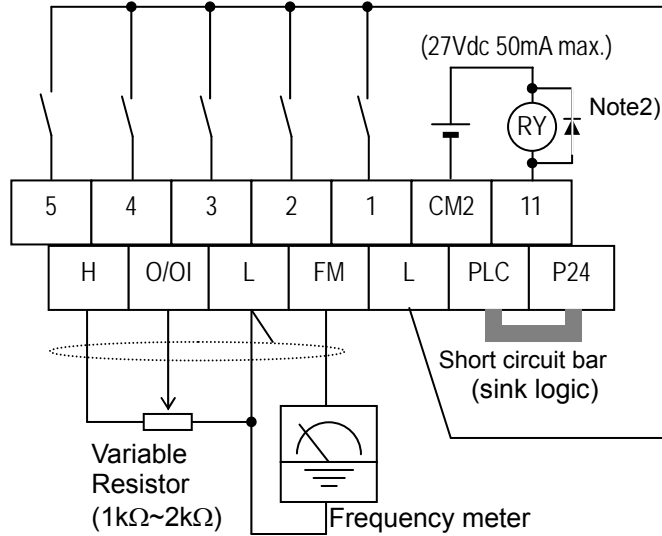 (27Vdc 50mA max.)
RY
Note2)
5 4 3 2 1 CM2 11
H O/OI L FM L PLC P24
Short circuit bar
(sink logic)
Variable
Resistor
(1kΩ~2kΩ)
Frequency meter